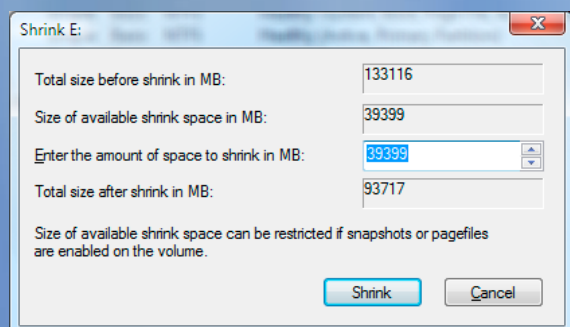 Shrink E:
Total size before shrink in MB: 133116
Size of available shrink space in MB: 39399
Enter the amount of space to shrink in MB: 39399
Total size after shrink in MB: 93717
Size of available shrink space can be restricted if snapshots or pagefiles
are enabled on the volume.
Shrink Cancel